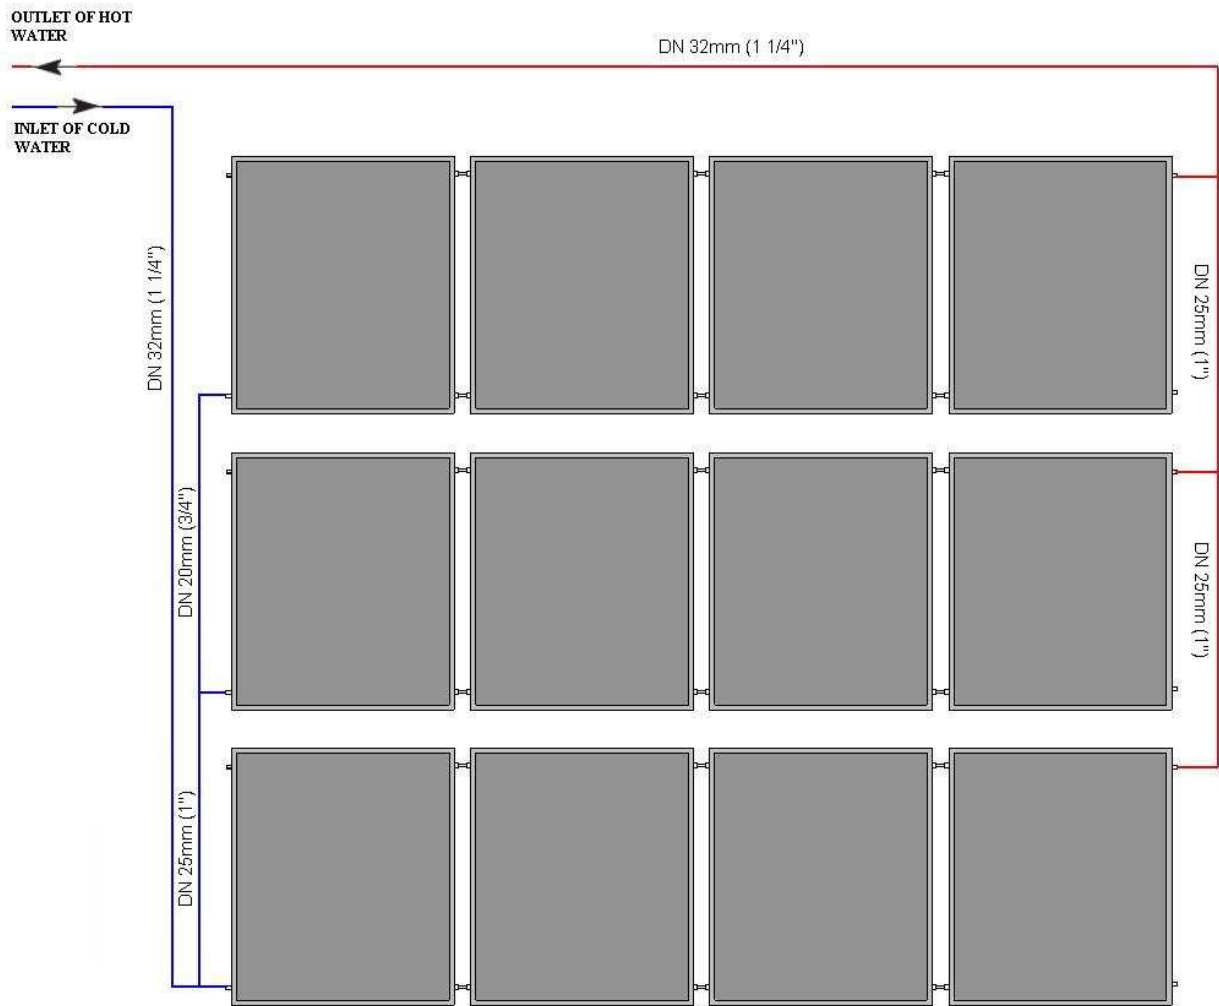 OUTLET OF HOT
WATER
DN 32mm (1 1/4")
INLET OF COLD
WATER
DN 32mm (1 1/4")
DN 25mm (1")
DN 20mm (3/4")
DN 25mm (1")
DN 25mm (1")